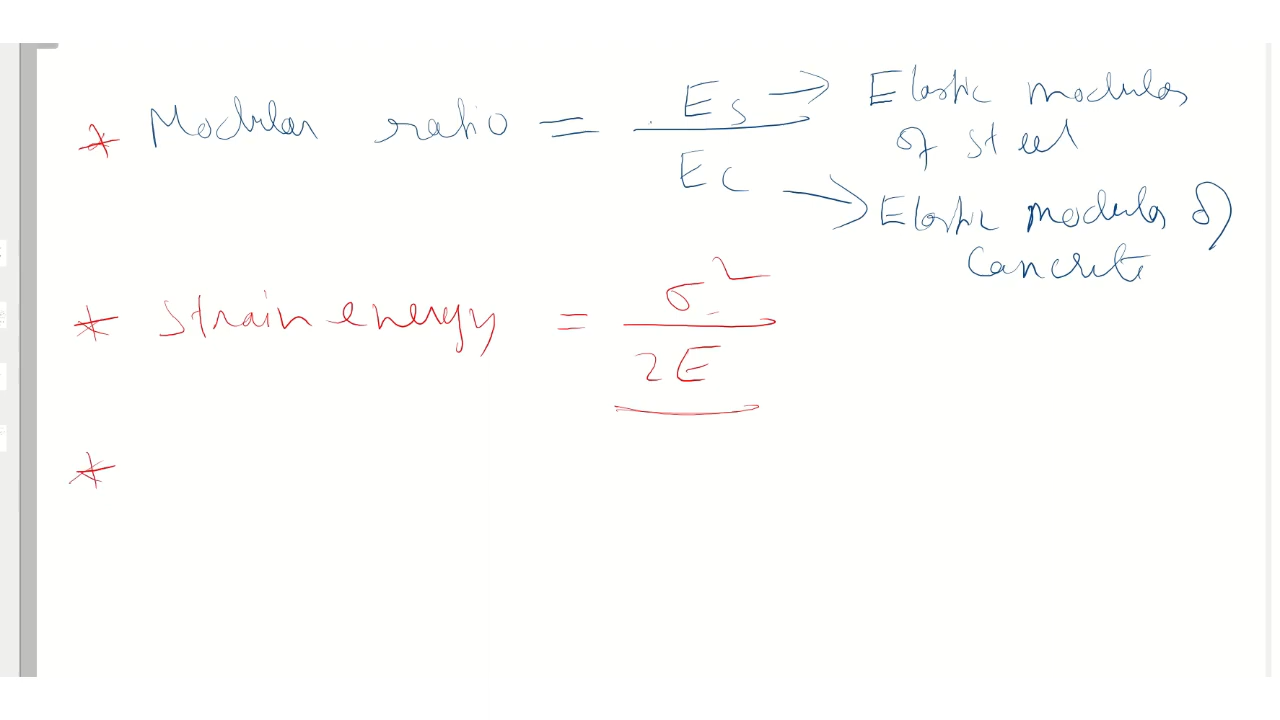 * Modular ratio = Es / Ec
→ Elastic modulus of steel
→ Elastic modulus of concrete
* Strain energy = σ² / 2E
*